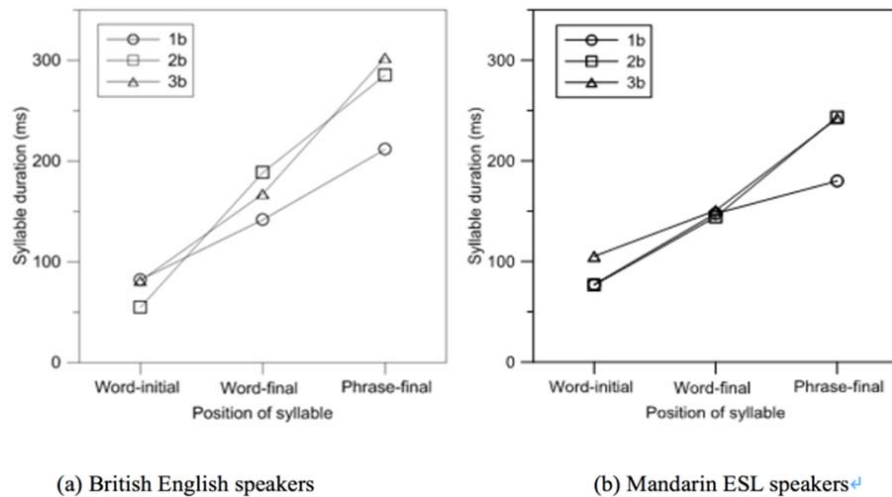 1b
2b
3b
300
200
100
0
Syllable duration (ms)
Word-initial Word-final Phrase-final
Position of syllable
1b
2b
3b
300
200
100
0
Syllable duration (ms)
Word-initial Word-final Phrase-final
Position of syllable
(a) British English speakers
(b) Mandarin ESL speakers↵